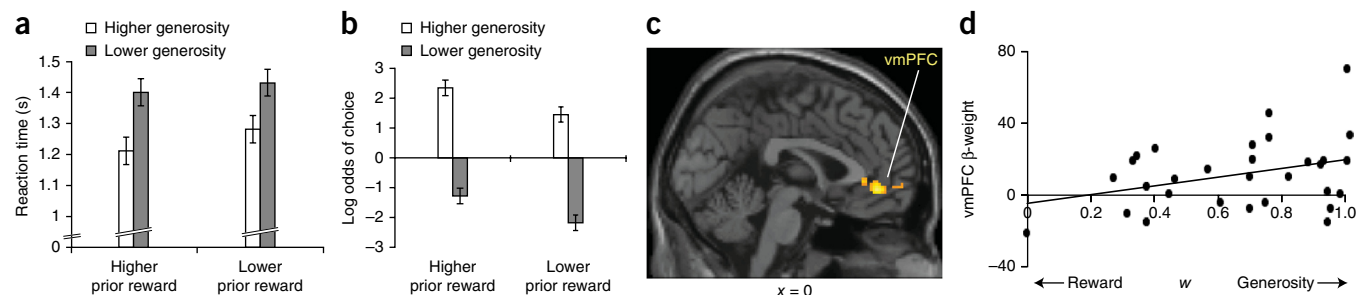 a
Higher generosity
Lower generosity
Reaction time (s)
1.5
1.4
1.3
1.2
1
0
Higher
prior reward
Lower
prior reward
b
Higher generosity
Lower generosity
Log odds of choice
3
2
1
0
–1
–2
–3
Higher
prior reward
Lower
prior reward
c
vmPFC
x = 0
d
vmPFC β-weight
80
40
0
–40
0
0.2
0.4
0.6
0.8
1.0
Reward
w
Generosity